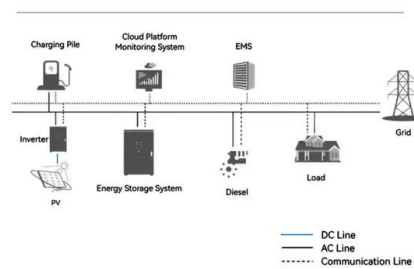 Charging Pile
Cloud Platform
Monitoring System
EMS
Grid
Inverter
PV
Energy Storage System
Diesel
Load
DC Line
AC Line
Communication Line